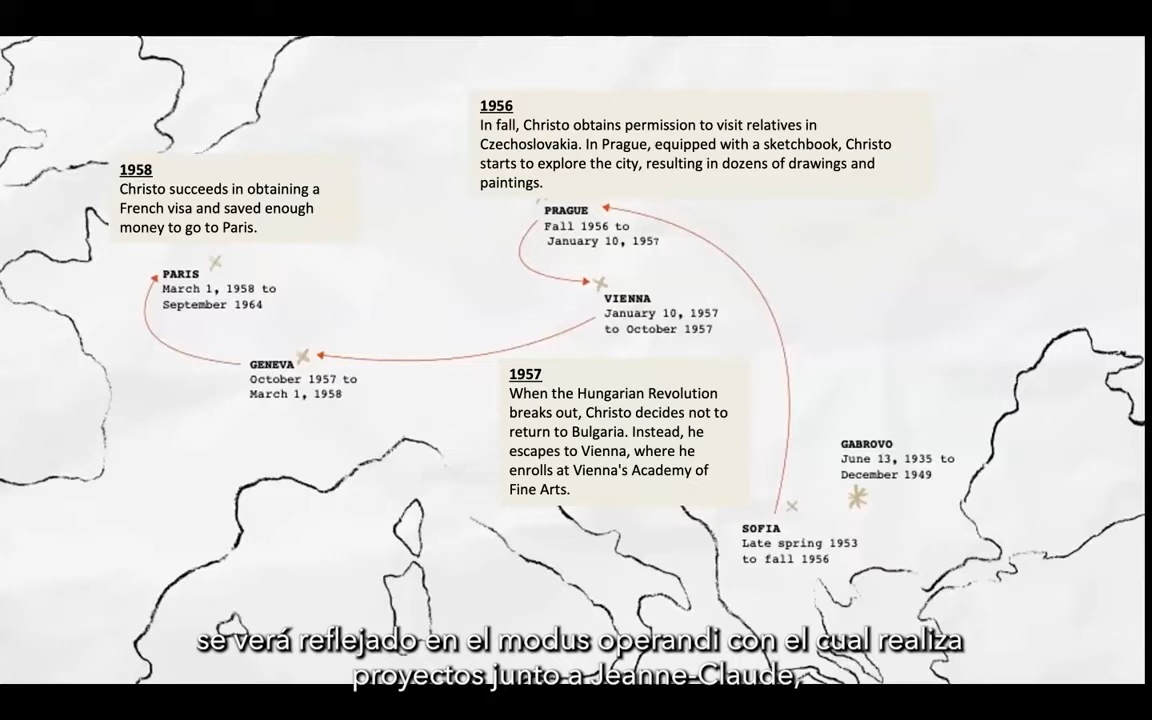 1956
In fall, Christo obtains permission to visit relatives in
Czechoslovakia. In Prague, equipped with a sketchbook, Christo
starts to explore the city, resulting in dozens of drawings and
paintings.
1958
Christo succeeds in obtaining a
French visa and saved enough
money to go to Paris.
PRAGUE
Fall 1956 to
January 10, 1957
PARIS
March 1, 1958 to
September 1964
VIENNA
January 10, 1957
to October 1957
GENEVA
October 1957 to
March 1, 1958
1957
When the Hungarian Revolution
breaks out, Christo decides not to
return to Bulgaria. Instead, he
escapes to Vienna, where he
enrolls at Vienna's Academy of
Fine Arts.
GABROVO
June 13, 1935 to
December 1949
SOFIA
Late spring 1953
to fall 1956
se verá reflejado en el modus operandi con el cual realiza
proyectos junto a Jeanne-Claude,